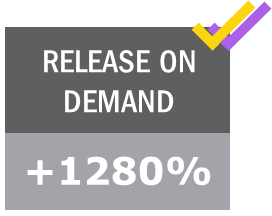 RELEASE ON
DEMAND
+1280%